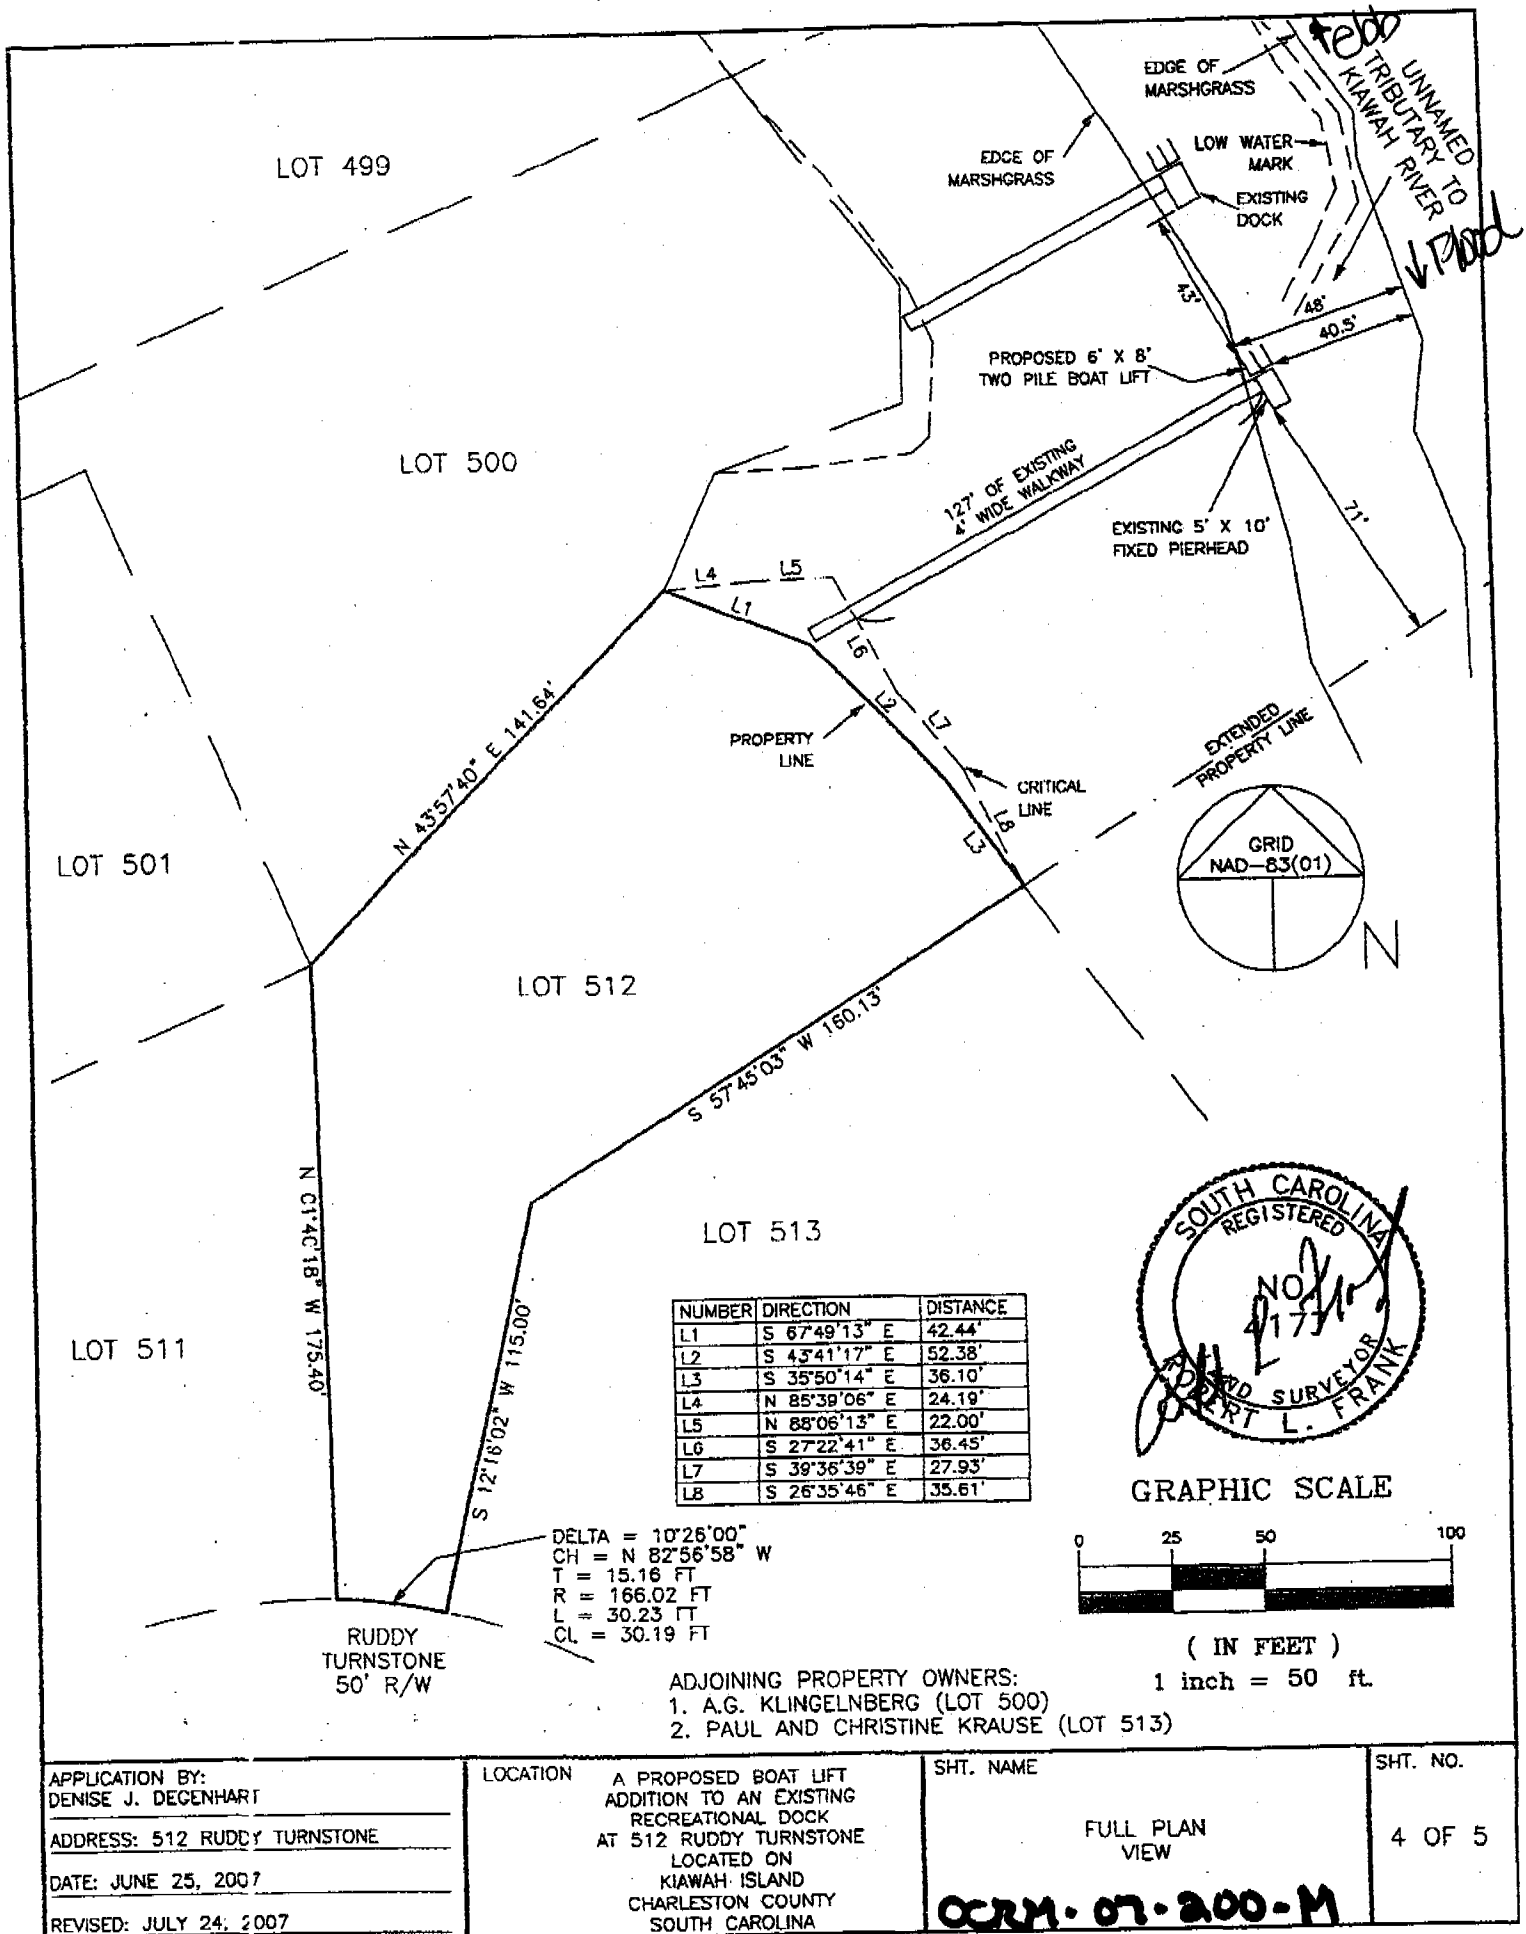 ↑ebb
EDGE OF
MARSHGRASS
UNNAMED
TRIBUTARY TO
KIAWAH RIVER
LOT 499
EDGE OF
MARSHGRASS
LOW WATER
MARK
EXISTING
DOCK
↓ Flood
43'
48'
40.5'
PROPOSED 6' X 8'
TWO PILE BOAT LIFT
LOT 500
127' OF EXISTING
4' WIDE WALKWAY
EXISTING 5' X 10'
FIXED PIERHEAD
71'
L4
L5
L1
L6
L2
L7
N 43°57'40" E 141.64'
PROPERTY
LINE
EXTENDED
PROPERTY LINE
CRITICAL
LINE
L8
L3
GRID
NAD-83(01)
N
LOT 501
LOT 512
S 57°45'03" W 160.13'
N 01°40'18" W 175.40'
LOT 513
SOUTH CAROLINA
REGISTERED
NO.
LAND SURVEYOR
ROBERT L. FRANK
LOT 511
S 12°16'02" W 115.00'
NUMBER DIRECTION DISTANCE
L1 S 67°49'13" E 42.44'
L2 S 43°41'17" E 52.38'
L3 S 35°50'14" E 36.10'
L4 N 85°39'06" E 24.19'
L5 N 88°06'13" E 22.00'
L6 S 27°22'41" E 36.45'
L7 S 39°36'39" E 27.93'
L8 S 26°35'46" E 35.61'
GRAPHIC SCALE
0 25 50 100
( IN FEET )
1 inch = 50 ft.
DELTA = 10°26'00"
CH = N 82°56'58" W
T = 15.16 FT
R = 166.02 FT
L = 30.23 FT
CL = 30.19 FT
RUDDY
TURNSTONE
50' R/W
ADJOINING PROPERTY OWNERS:
1. A.G. KLINGELNBERG (LOT 500)
2. PAUL AND CHRISTINE KRAUSE (LOT 513)
APPLICATION BY:
DENISE J. DEGENHART
ADDRESS: 512 RUDDY TURNSTONE
DATE: JUNE 25, 2007
REVISED: JULY 24, 2007
LOCATION
A PROPOSED BOAT LIFT
ADDITION TO AN EXISTING
RECREATIONAL DOCK
AT 512 RUDDY TURNSTONE
LOCATED ON
KIAWAH ISLAND
CHARLESTON COUNTY
SOUTH CAROLINA
SHT. NAME
FULL PLAN
VIEW
OCRM-07-200-M
SHT. NO.
4 OF 5